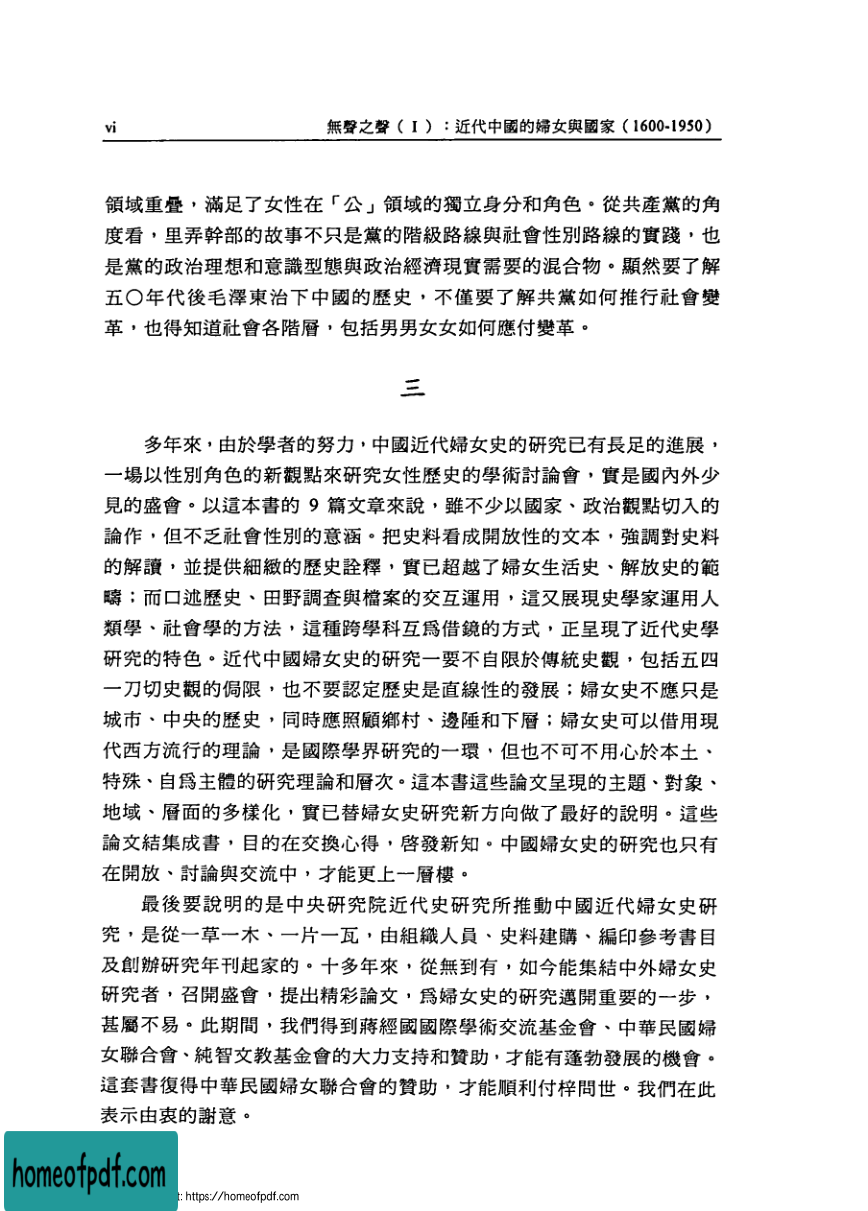 vi 無聲之聲（I）：近代中國的婦女與國家（1600-1950）
領域重疊，滿足了女性在「公」領域的獨立身分和角色。從共產黨的角
度看，里弄幹部的故事不只是黨的階級路線與社會性別路線的實踐，也
是黨的政治理想和意識型態與政治經濟現實需要的混合物。顯然要了解
五〇年代後毛澤東治下中國的歷史，不僅要了解共黨如何推行社會變
革，也得知道社會各階層，包括男男女女如何應付變革。
三
多年來，由於學者的努力，中國近代婦女史的研究已有長足的進展，
一場以性別角色的新觀點來研究女性歷史的學術討論會，實是國內外少
見的盛會。以這本書的 9 篇文章來說，雖不少以國家、政治觀點切入的
論作，但不乏社會性別的意涵。把史料看成開放性的文本，強調對史料
的解讀，並提供細緻的歷史詮釋，實已超越了婦女生活史、解放史的範
疇；而口述歷史、田野調查與檔案的交互運用，這又展現史學家運用人
類學、社會學的方法，這種跨學科互爲借鏡的方式，正呈現了近代史學
研究的特色。近代中國婦女史的研究一要不自限於傳統史觀，包括五四
一刀切史觀的侷限，也不要認定歷史是直線性的發展；婦女史不應只是
城市、中央的歷史，同時應照顧鄉村、邊陲和下層；婦女史可以借用現
代西方流行的理論，是國際學界研究的一環，但也不可不用心於本土、
特殊、自爲主體的研究理論和層次。這本書這些論文呈現的主題、對象、
地域、層面的多樣化，實已替婦女史研究新方向做了最好的說明。這些
論文結集成書，目的在交換心得，啓發新知。中國婦女史的研究也只有
在開放、討論與交流中，才能更上一層樓。
最後要說明的是中央研究院近代史研究所推動中國近代婦女史研
究，是從一草一木、一片一瓦，由組織人員、史料建購、編印參考書目
及創辦研究年刊起家的。十多年來，從無到有，如今能集結中外婦女史
研究者，召開盛會，提出精彩論文，爲婦女史的研究邁開重要的一步，
甚屬不易。此期間，我們得到蔣經國國際學術交流基金會、中華民國婦
女聯合會、純智文教基金會的大力支持和贊助，才能有蓬勃發展的機會。
這套書復得中華民國婦女聯合會的贊助，才能順利付梓問世。我們在此
表示由衷的謝意。
homeofpdf.com
t: https://homeofpdf.com